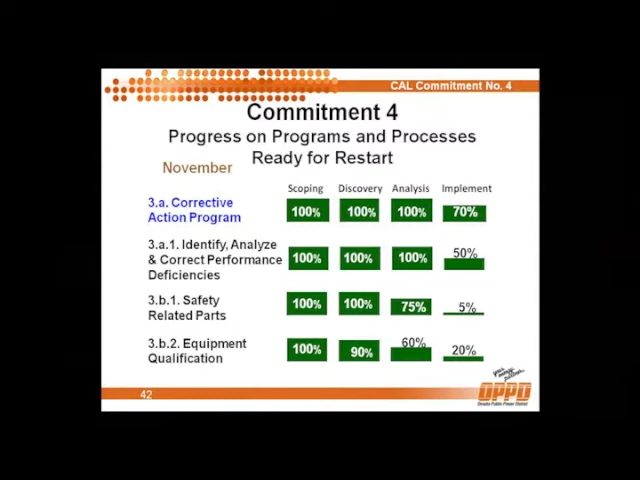 CAL Commitment No. 4
Commitment 4
Progress on Programs and Processes
Ready for Restart
November
Scoping Discovery Analysis Implement
3.a. Corrective
Action Program
100% 100% 100% 70%
3.a.1. Identify, Analyze
& Correct Performance
Deficiencies
100% 100% 100% 50%
3.b.1. Safety
Related Parts
100% 100% 75% 5%
3.b.2. Equipment
Qualification
100% 90% 60% 20%
42
OPPD
Omaha Public Power District